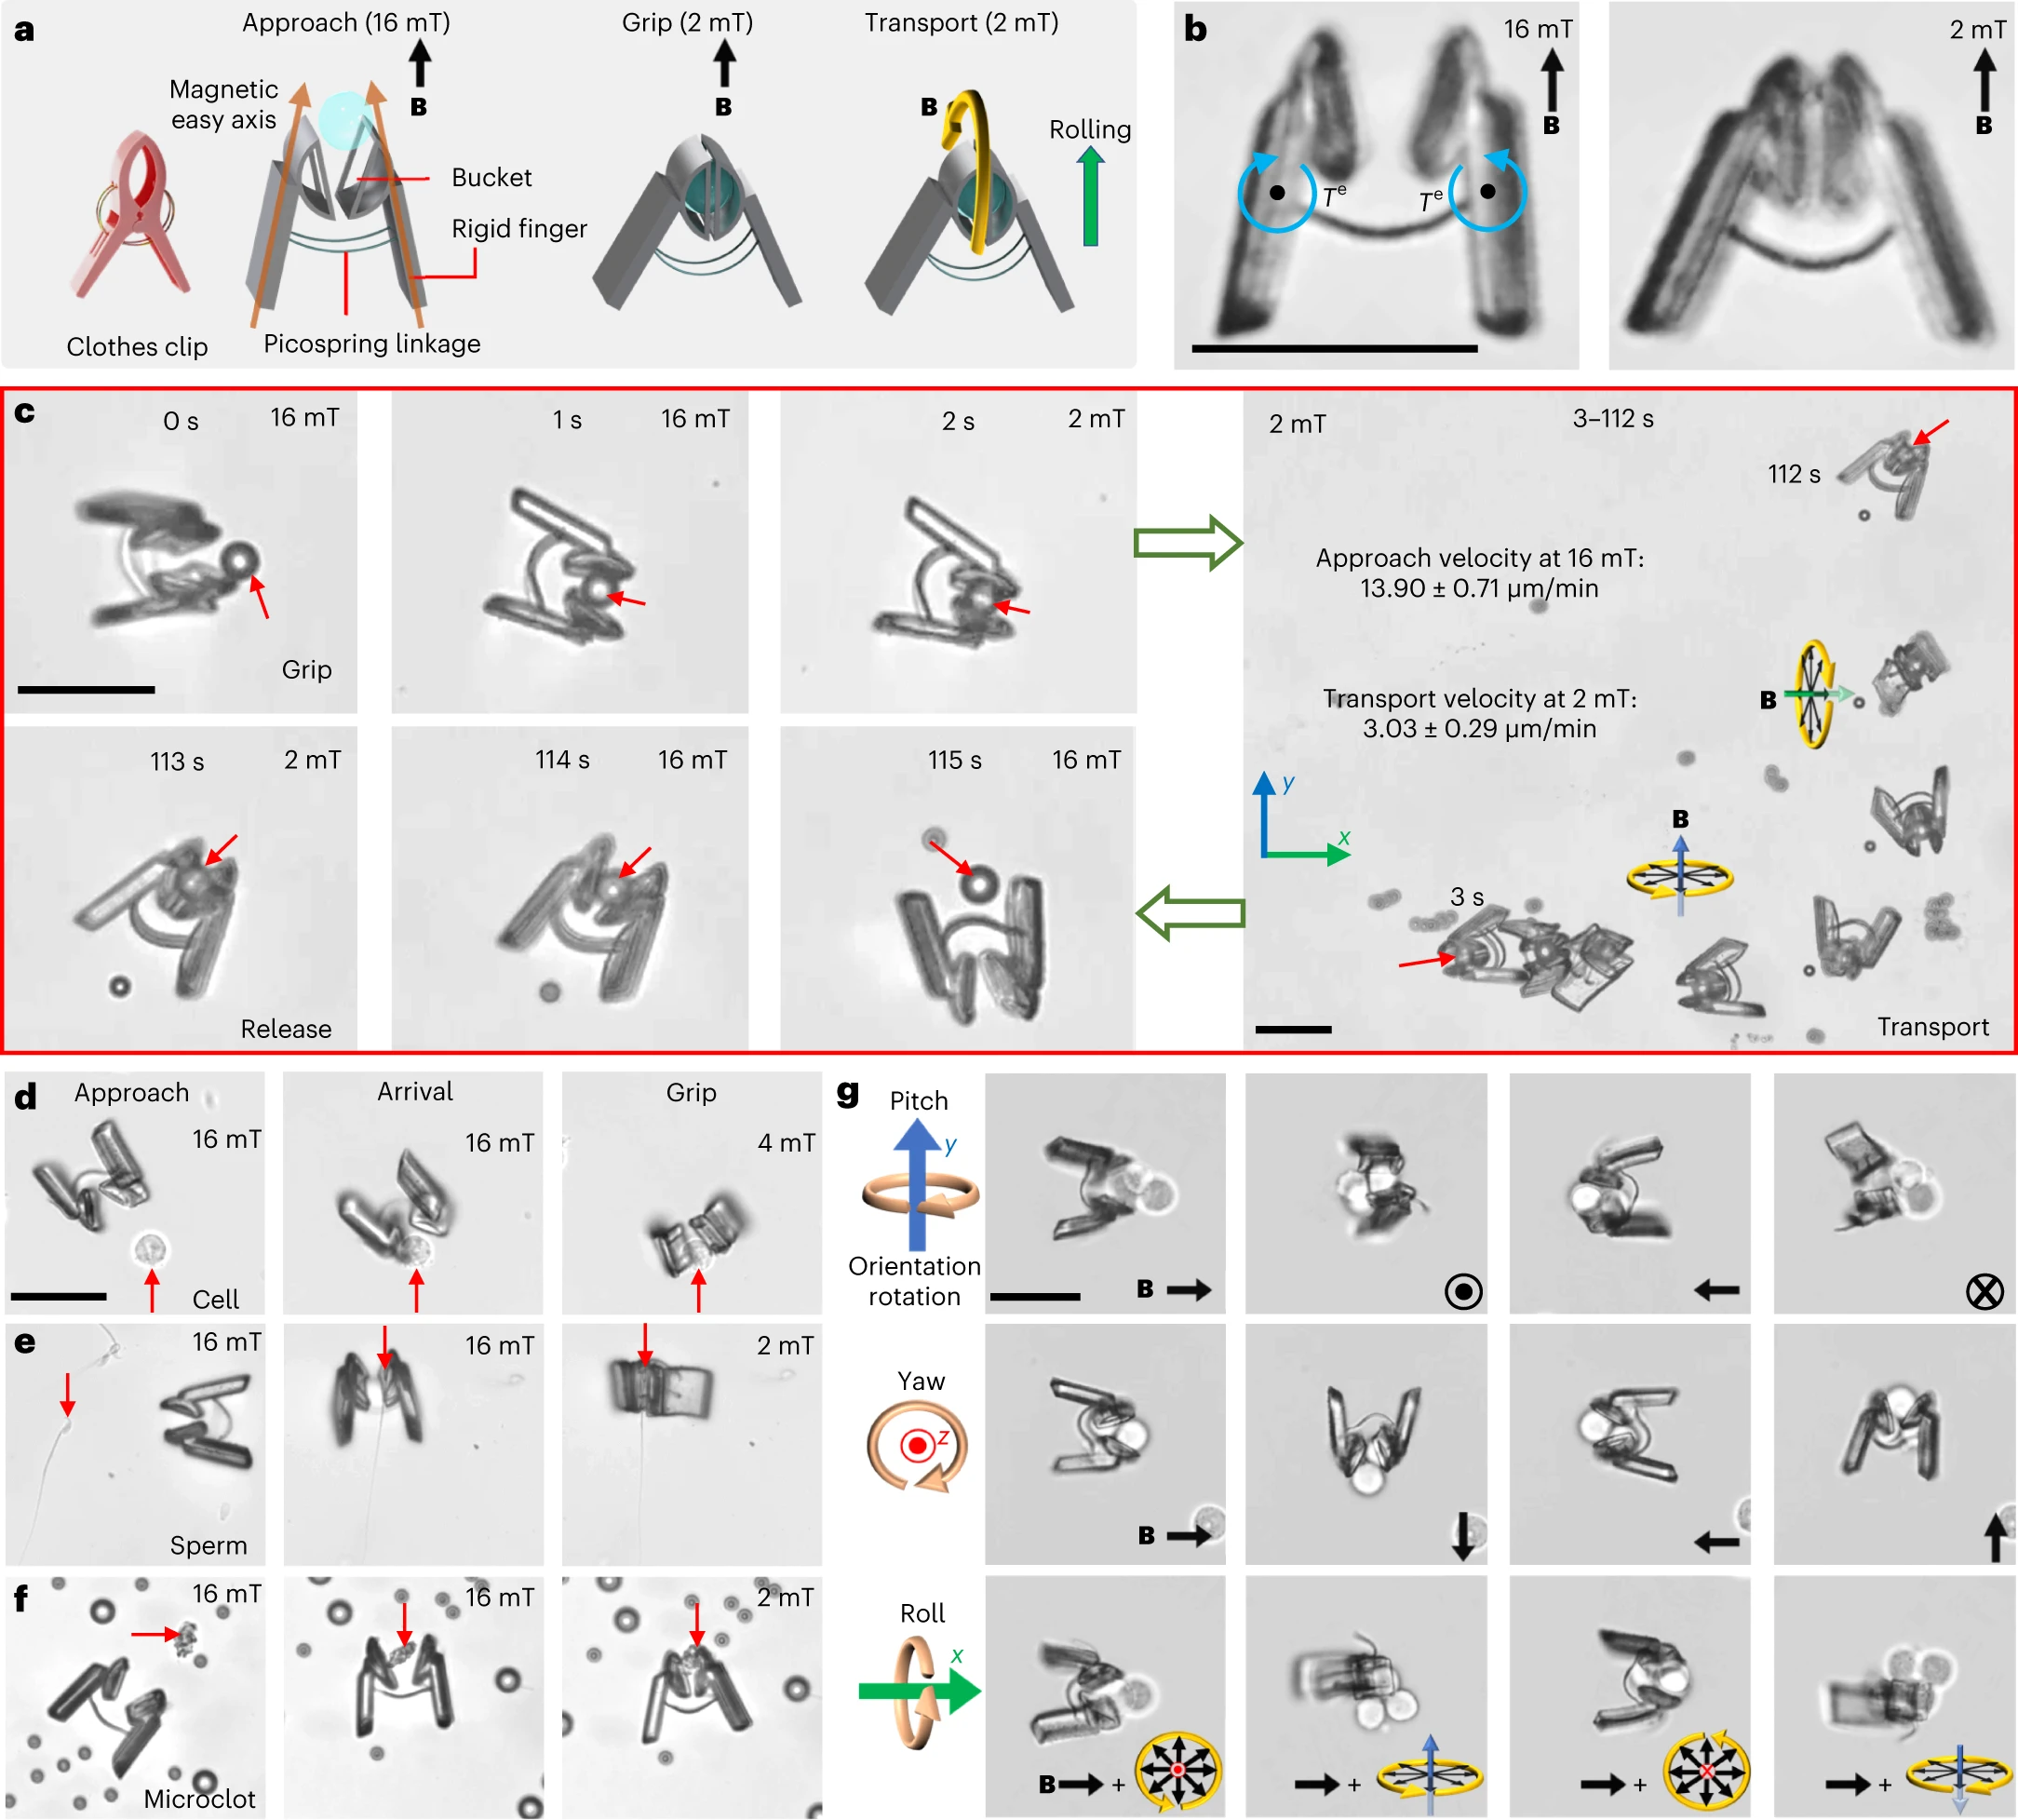 a
Approach (16 mT)
Grip (2 mT)
Transport (2 mT)
Magnetic
easy axis
B
B
B
Rolling
Bucket
Rigid finger
Clothes clip
Picospring linkage
b
16 mT
B
Tᵉ
Tᵉ
2 mT
B
c
0 s
16 mT
Grip
1 s
16 mT
2 s
2 mT
2 mT
3–112 s
112 s
Approach velocity at 16 mT:
13.90 ± 0.71 µm/min
Transport velocity at 2 mT:
3.03 ± 0.29 µm/min
B
y
x
B
3 s
Transport
113 s
2 mT
Release
114 s
16 mT
115 s
16 mT
d
Approach
16 mT
Cell
Arrival
16 mT
Grip
4 mT
e
16 mT
Sperm
16 mT
2 mT
f
16 mT
Microclot
16 mT
2 mT
g
Pitch
y
Orientation
rotation
B
Yaw
z
B
Roll
x
B
+
+
+
+